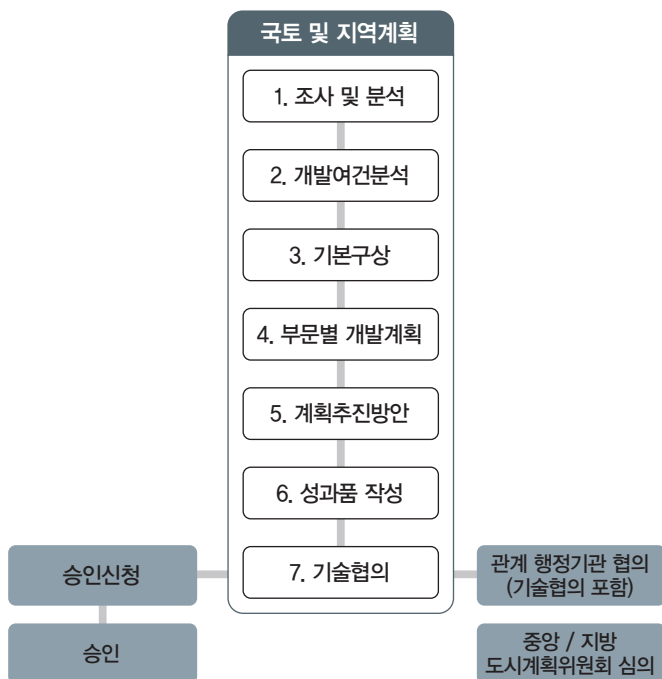 국토 및 지역계획
1. 조사 및 분석
2. 개발여건분석
3. 기본구상
4. 부문별 개발계획
5. 계획추진방안
6. 성과품 작성
7. 기술협의
승인신청
관계 행정기관 협의
(기술협의 포함)
승인
중앙 / 지방
도시계획위원회 심의